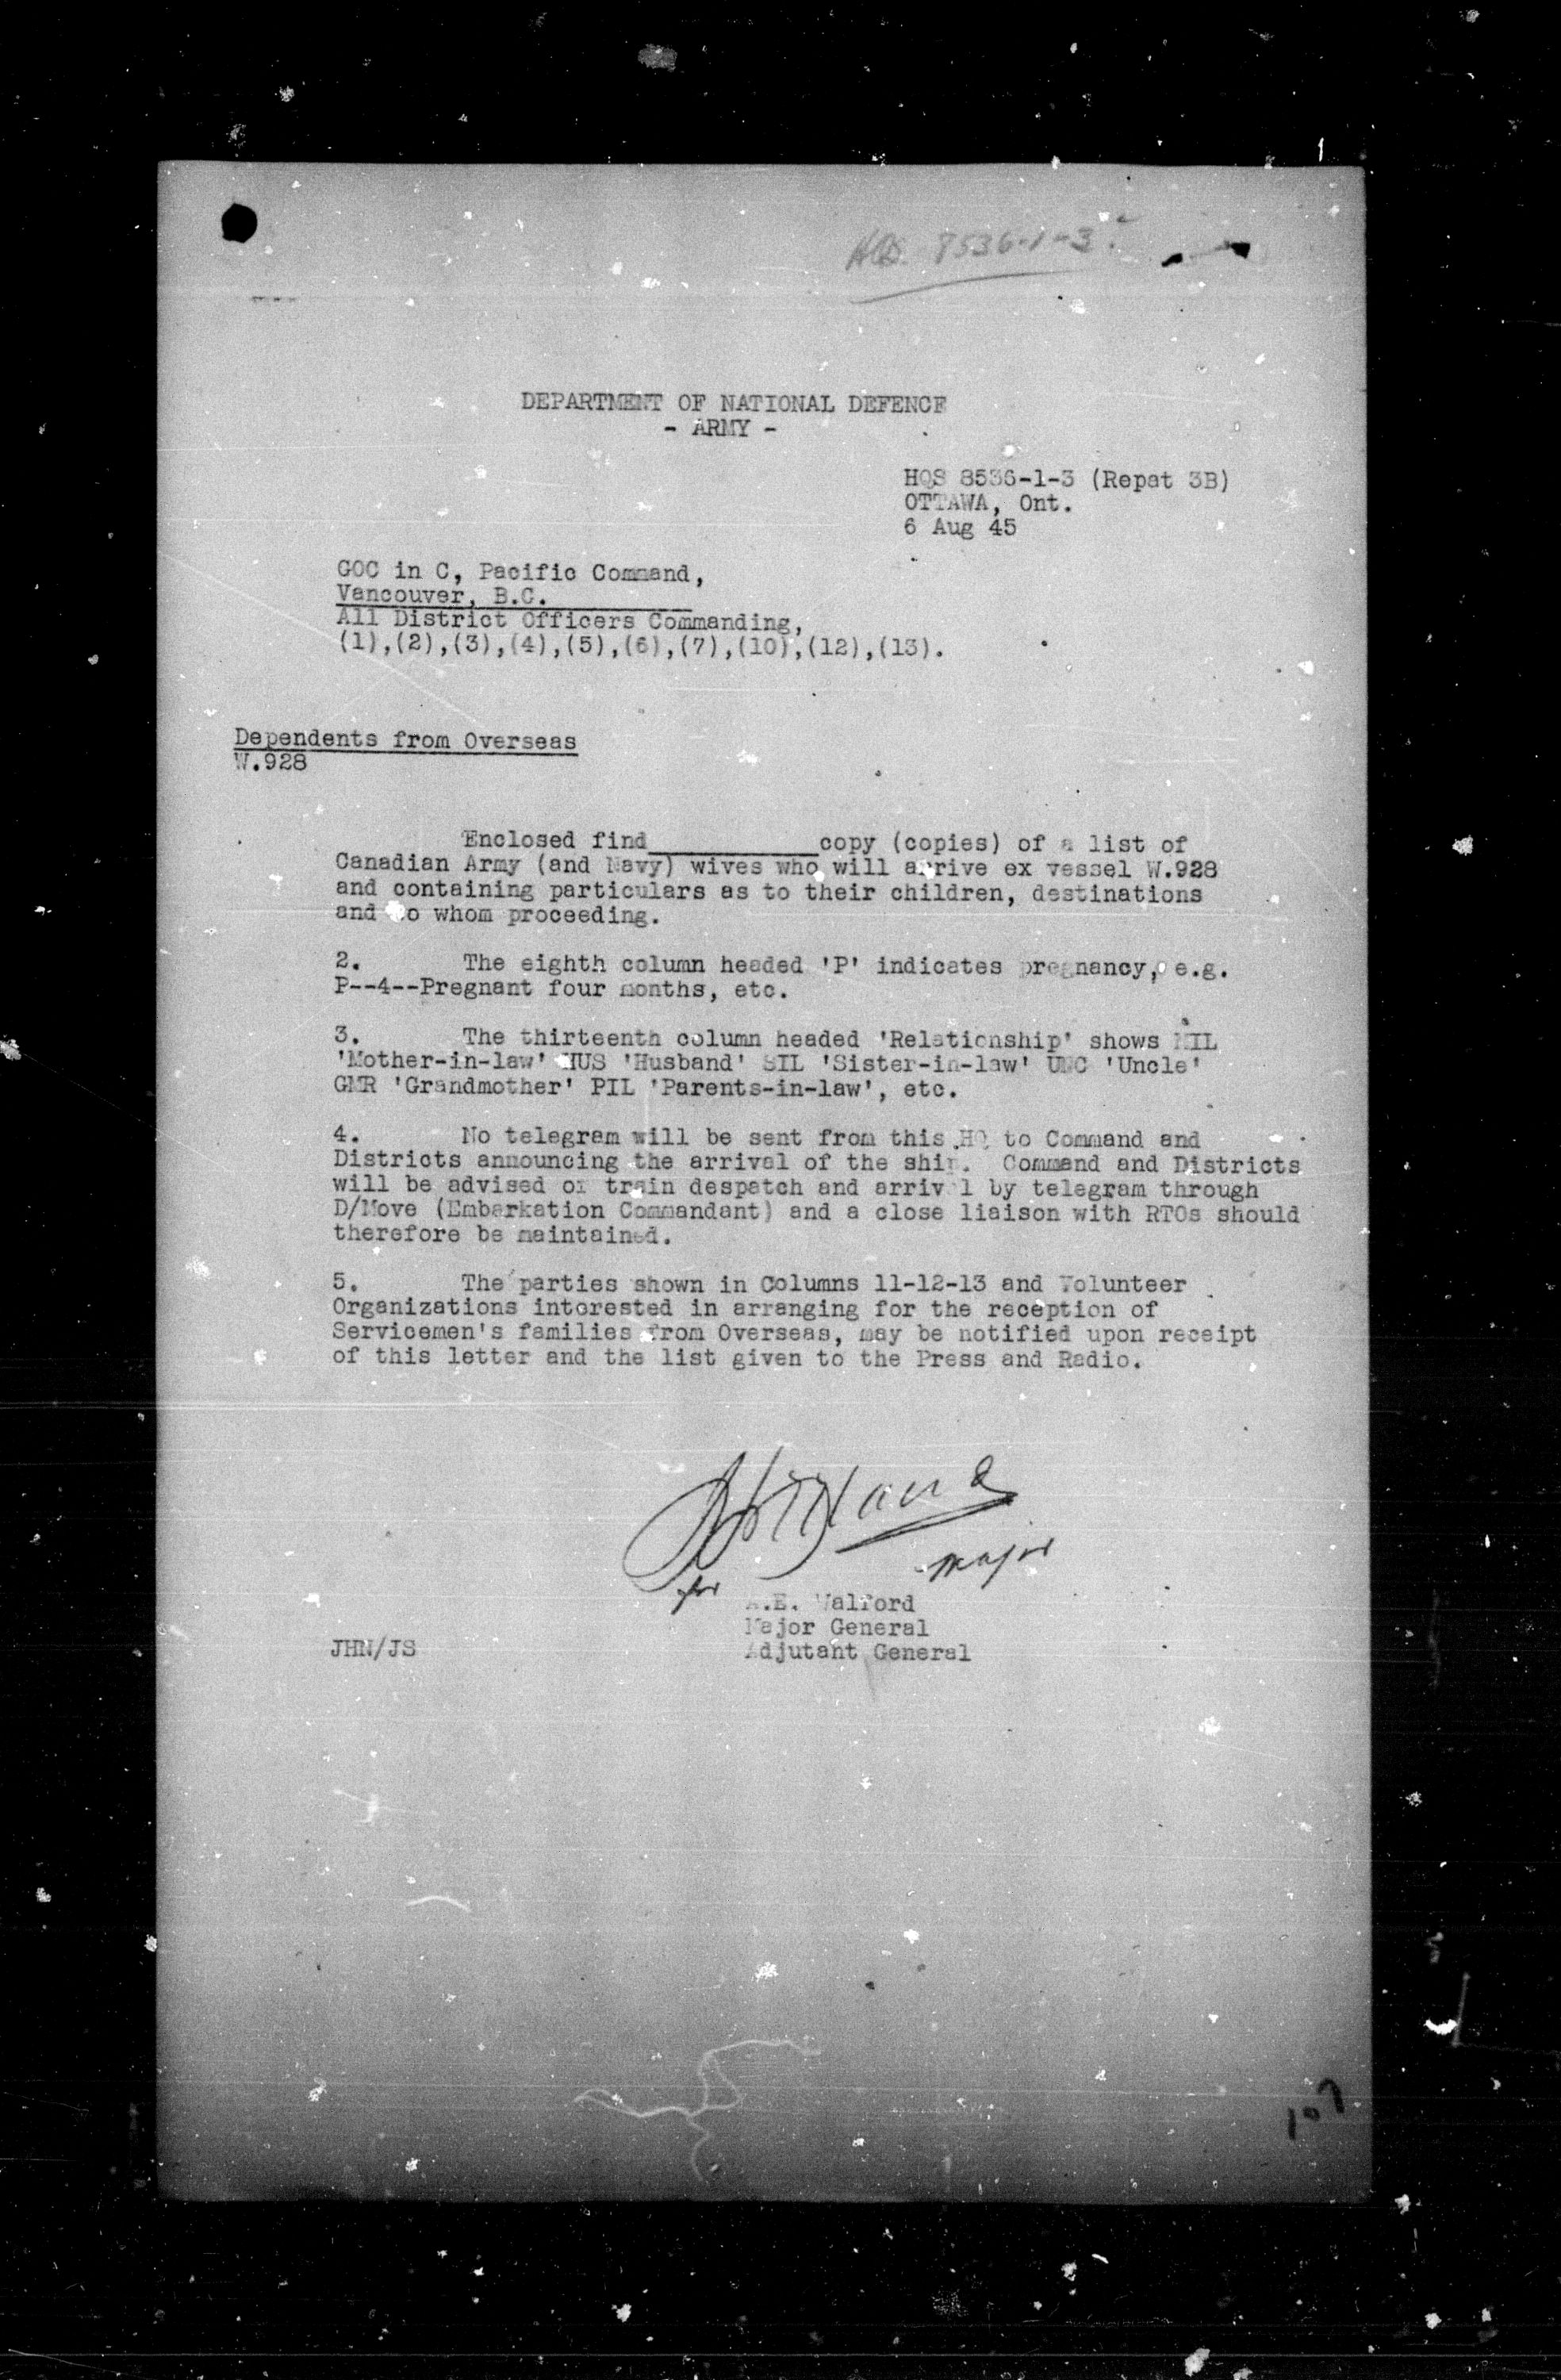 HQS. 8536-1-3.
DEPARTMENT OF NATIONAL DEFENCE
- ARMY -
HQS 8536-1-3 (Repat 3B)
OTTAWA, Ont.
6 Aug 45
GOC in C, Pacific Command,
Vancouver, B.C.
All District Officers Commanding,
(1),(2),(3),(4),(5),(6),(7),(10),(12),(13).
Dependents from Overseas
W.928
Enclosed find__________copy (copies) of a list of
Canadian Army (and Navy) wives who will arrive ex vessel W.928
and containing particulars as to their children, destinations
and to whom proceeding.
2. The eighth column headed 'P' indicates pregnancy, e.g.
P--4--Pregnant four months, etc.
3. The thirteenth column headed 'Relationship' shows MIL
'Mother-in-law' HUS 'Husband' SIL 'Sister-in-law' UNC 'Uncle'
GMR 'Grandmother' PIL 'Parents-in-law', etc.
4. No telegram will be sent from this HQ to Command and
Districts announcing the arrival of the ship. Command and Districts
will be advised of train despatch and arrival by telegram through
D/Move (Embarkation Commandant) and a close liaison with RTOs should
therefore be maintained.
5. The parties shown in Columns 11-12-13 and Volunteer
Organizations interested in arranging for the reception of
Servicemen's families from Overseas, may be notified upon receipt
of this letter and the list given to the Press and Radio.
Major
for
A.E. Walford
Major General
JHN/JS Adjutant General
107